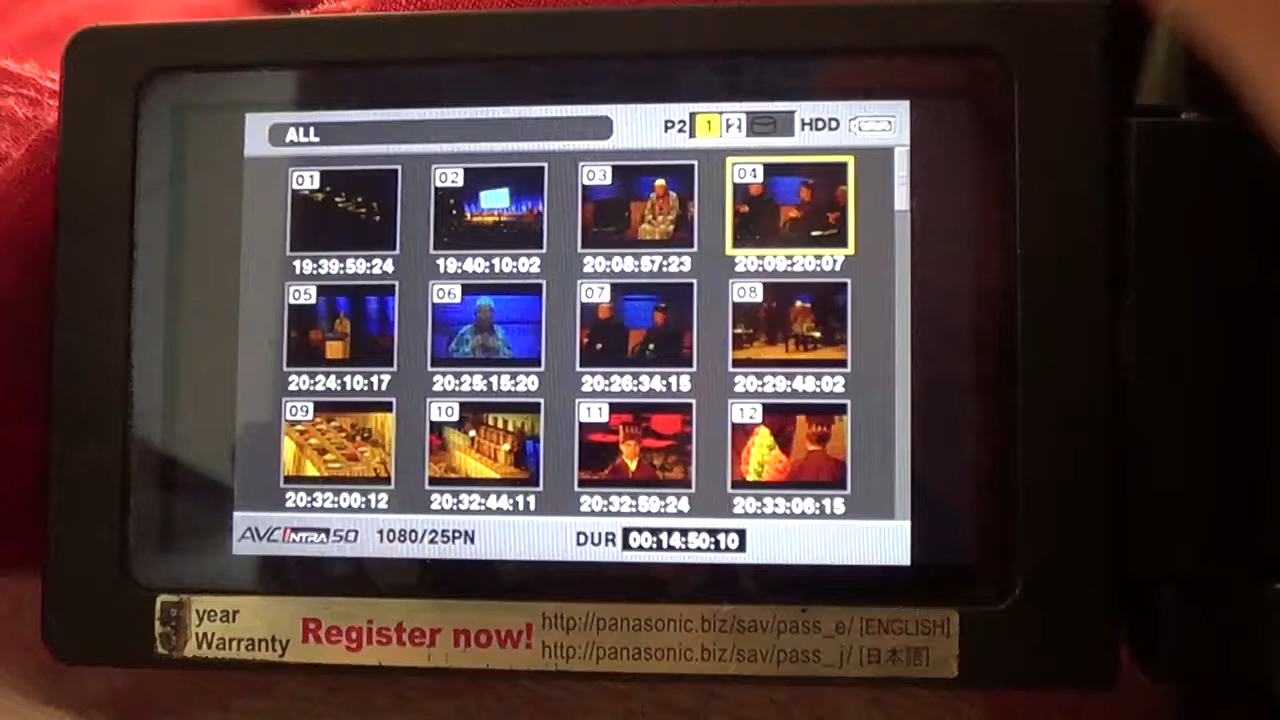 ALL
P2 1 2 HDD
01 02 03 04
19:39:59:24 19:40:10:02 20:08:57:23 20:09:20:07
05 06 07 08
20:24:10:17 20:25:15:20 20:26:34:15 20:29:48:02
09 10 11 12
20:32:00:12 20:32:44:11 20:32:59:24 20:33:06:15
AVC INTRA 50 1080/25PN DUR 00:14:50:10
year
Warranty
Register now!
http://panasonic.biz/sav/pass_e/ [ENGLISH]
http://panasonic.biz/sav/pass_j/ [日本語]